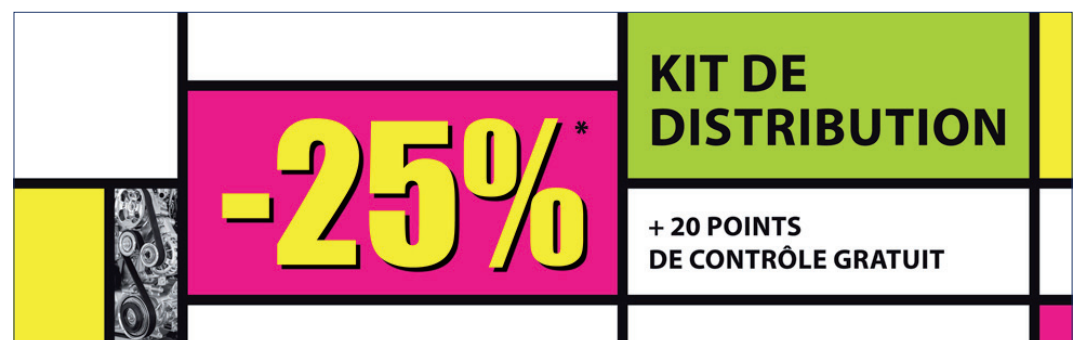 -25%*
KIT DE
DISTRIBUTION
+ 20 POINTS
DE CONTRÔLE GRATUIT